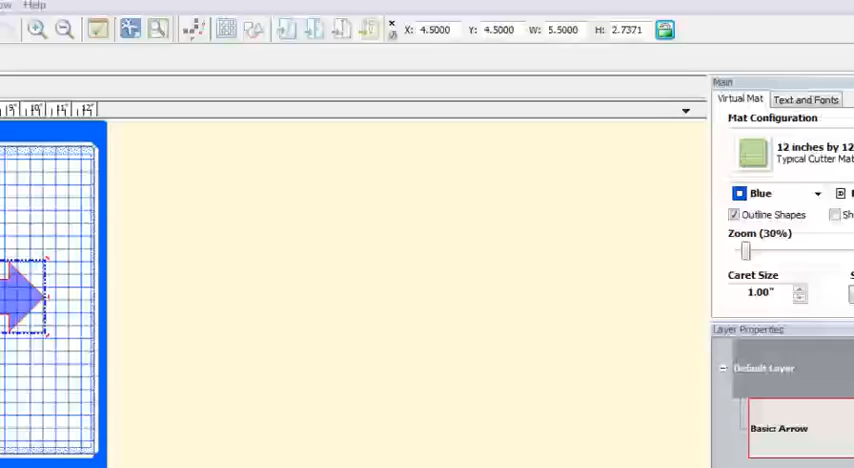 Help
X: 4.5000 Y: 4.5000 W: 5.5000 H: 2.7371
Main
Virtual Mat Text and Fonts
Mat Configuration
12 inches by 12
Typical Cutter Mat
Blue
Outline Shapes
Zoom (30%)
Caret Size
1.00"
Layer Properties
Default Layer
Basic: Arrow